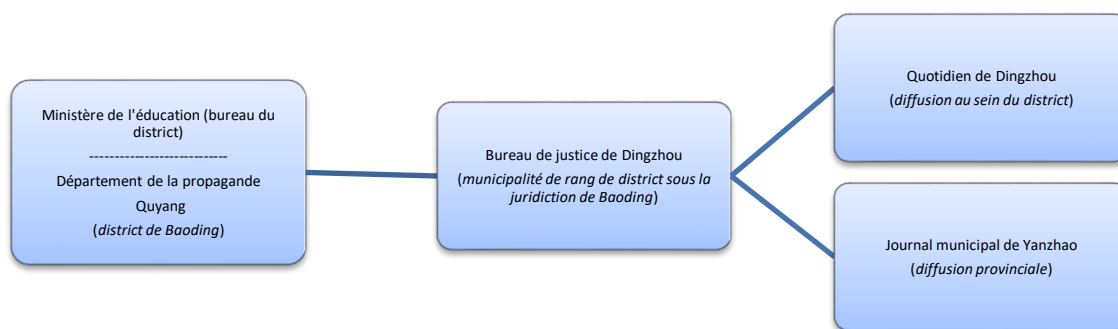 Ministère de l'éducation (bureau du
district)
----------------------------
Département de la propagande
Quyang
(district de Baoding)
Bureau de justice de Dingzhou
(municipalité de rang de district sous la
juridiction de Baoding)
Quotidien de Dingzhou
(diffusion au sein du district)
Journal municipal de Yanzhao
(diffusion provinciale)